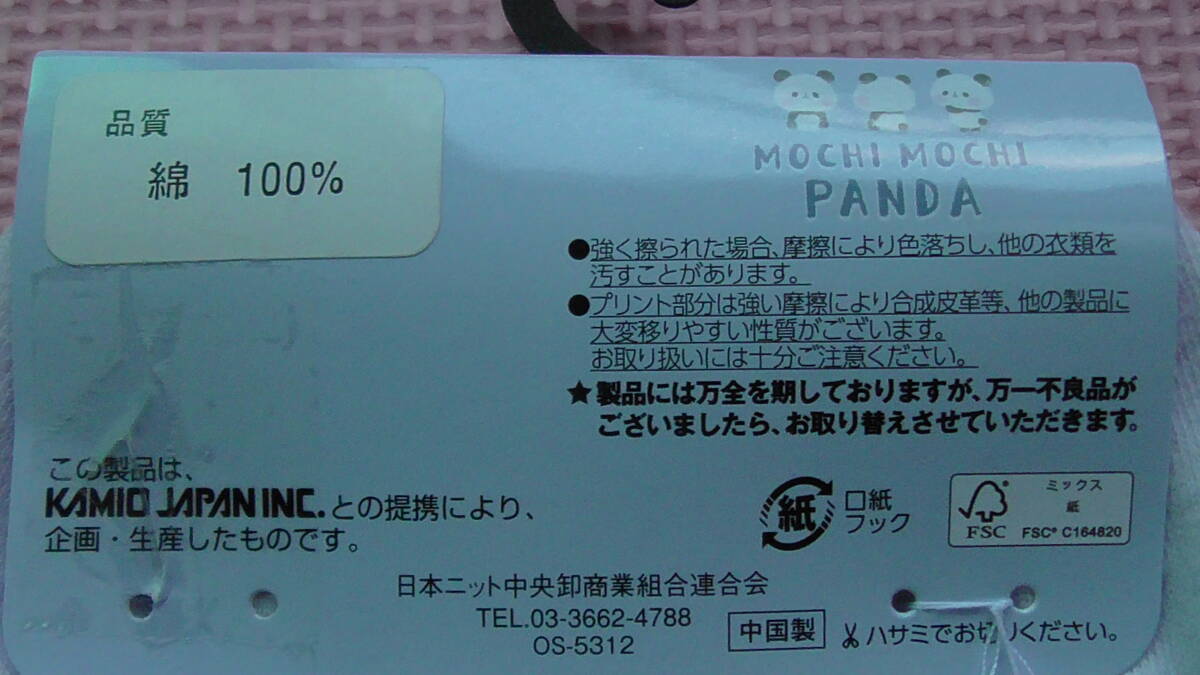 品質
綿 100%
MOCHI MOCHI
PANDA
●強く擦られた場合、摩擦により色落ちし、他の衣類を
汚すことがあります。
●プリント部分は強い摩擦により合成皮革等、他の製品に
大変移りやすい性質がございます。
お取り扱いには十分ご注意ください。
★製品には万全を期しておりますが、万一不良品が
ございましたら、お取り替えさせていただきます。
この製品は、
KAMIO JAPAN INC.との提携により、
企画・生産したものです。
紙
口紙
フック
FSC
ミックス
紙
FSC® C164820
日本ニット中央卸商業組合連合会
TEL.03-3662-4788
OS-5312
中国製
ハサミでお切りください。